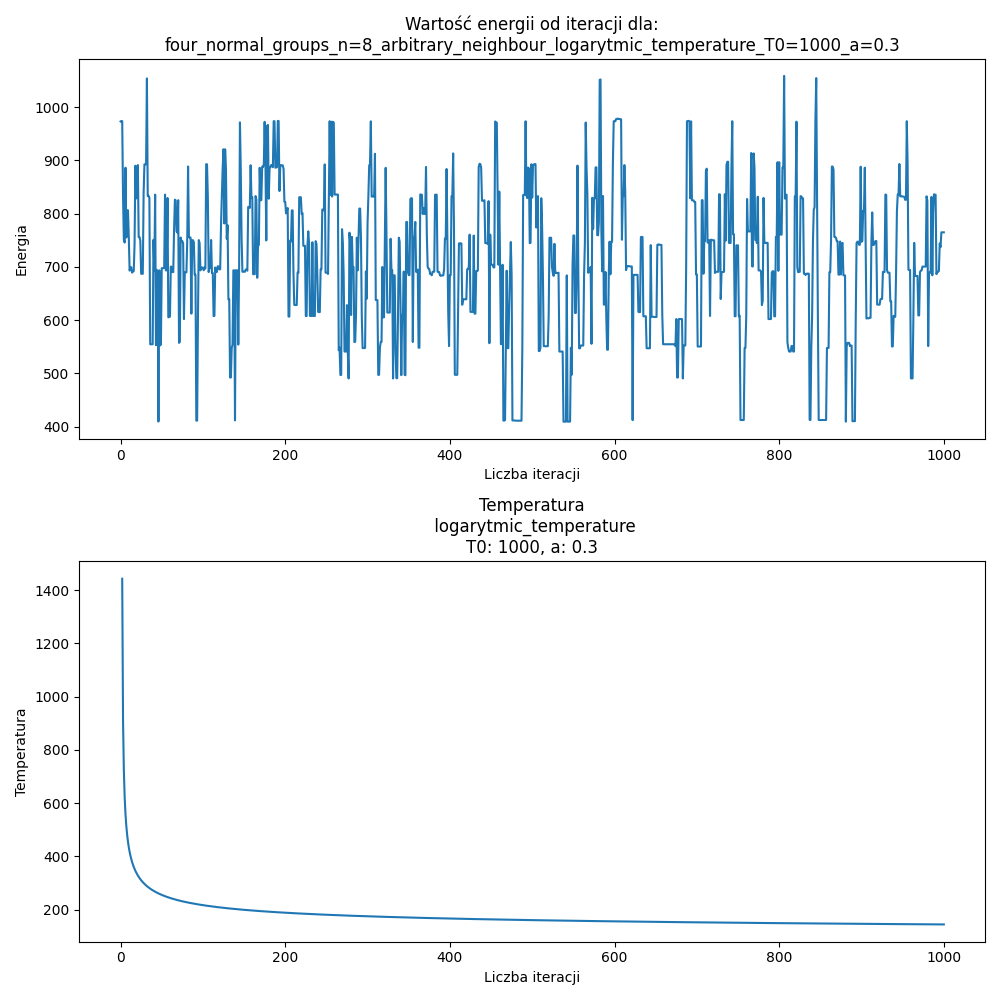 Wartość energii od iteracji dla:
four_normal_groups_n=8_arbitrary_neighbour_logarytmic_temperature_T0=1000_a=0.3
1000
900
800
700
600
500
400
Energia
0 200 400 600 800 1000
Liczba iteracji
Temperatura
logarytmic_temperature
T0: 1000, a: 0.3
1400
1200
1000
800
600
400
200
Temperatura
0 200 400 600 800 1000
Liczba iteracji